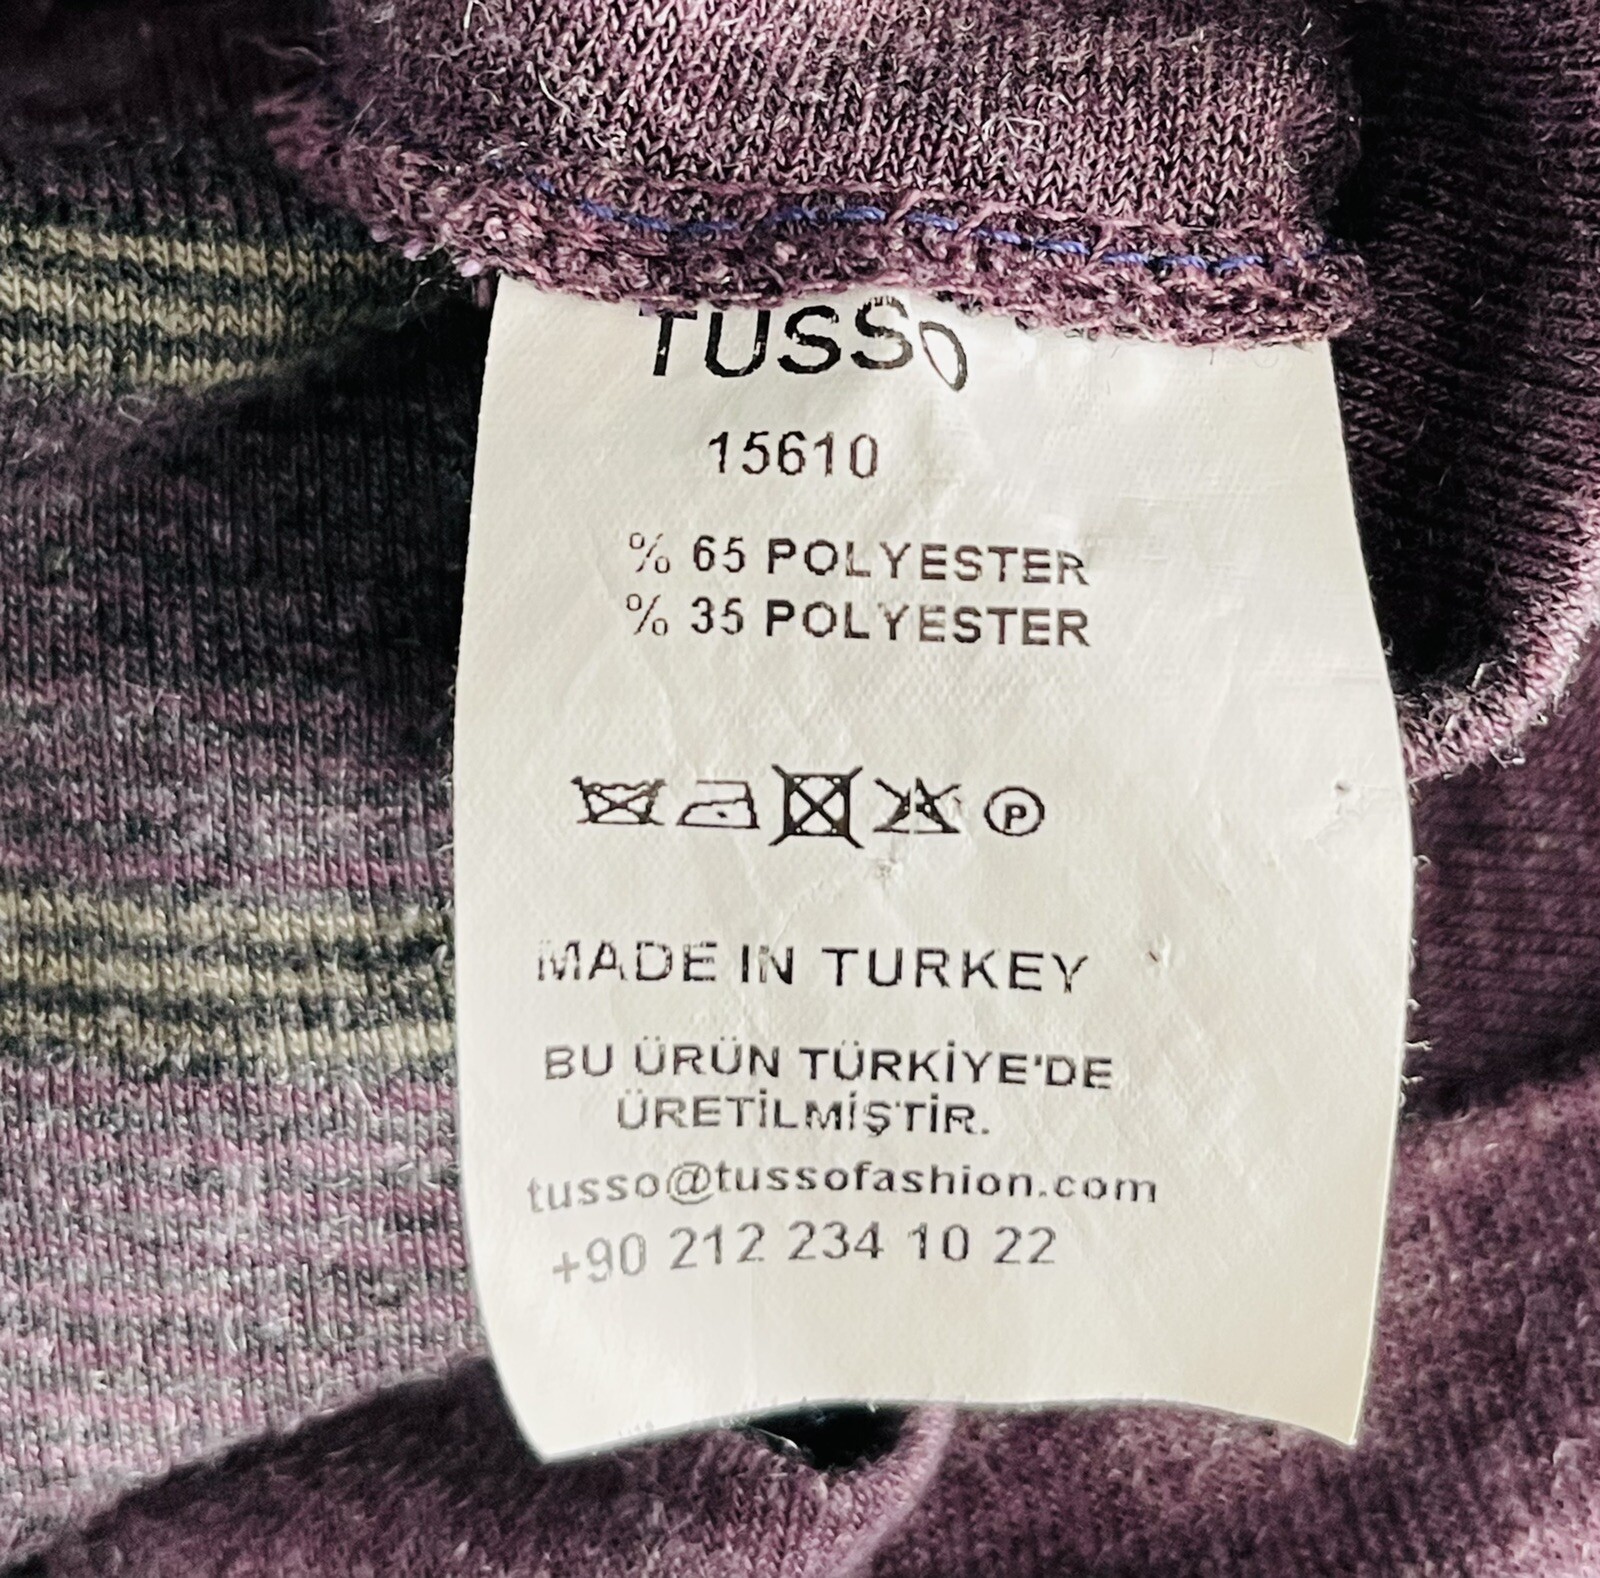 TUSSO
15610
% 65 POLYESTER
% 35 POLYESTER
P
MADE IN TURKEY
BU ÜRÜN TÜRKİYE'DE
ÜRETİLMİŞTİR.
tusso@tussofashion.com
+90 212 234 10 22